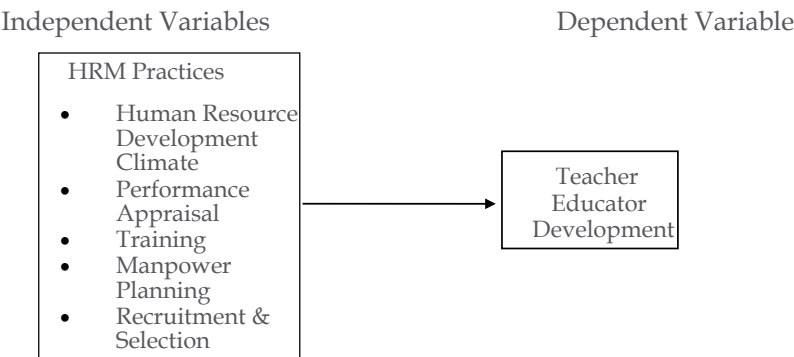 Independent Variables
Dependent Variable
HRM Practices
• Human Resource
Development
Climate
• Performance
Appraisal
• Training
• Manpower
Planning
• Recruitment &
Selection
Teacher
Educator
Development